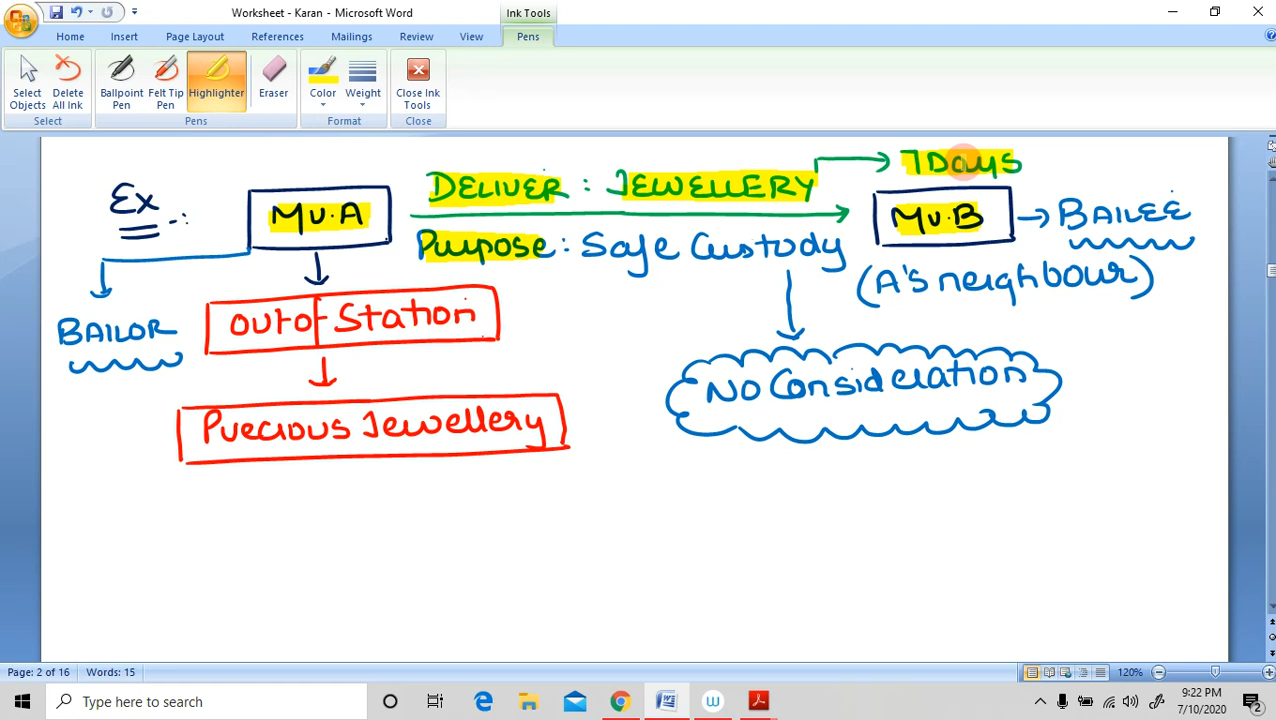 Worksheet - Karan - Microsoft Word
Ink Tools
Home Insert Page Layout References Mailings Review View Pens
Select Objects
Delete All Ink
Ballpoint Pen
Felt Tip Pen
Highlighter
Eraser
Color
Weight
Close Ink Tools
Select Pens Format Close
Ex
Mr. A
DELIVER : JEWELLERY
7 Days
Purpose : Safe Custody
Mr. B
BAILEE
(A's neighbour)
BAILOR
Out of Station
No Consideration
Precious Jewellery
Page: 2 of 16 Words: 15 120%
Type here to search
9:22 PM
7/10/2020
2